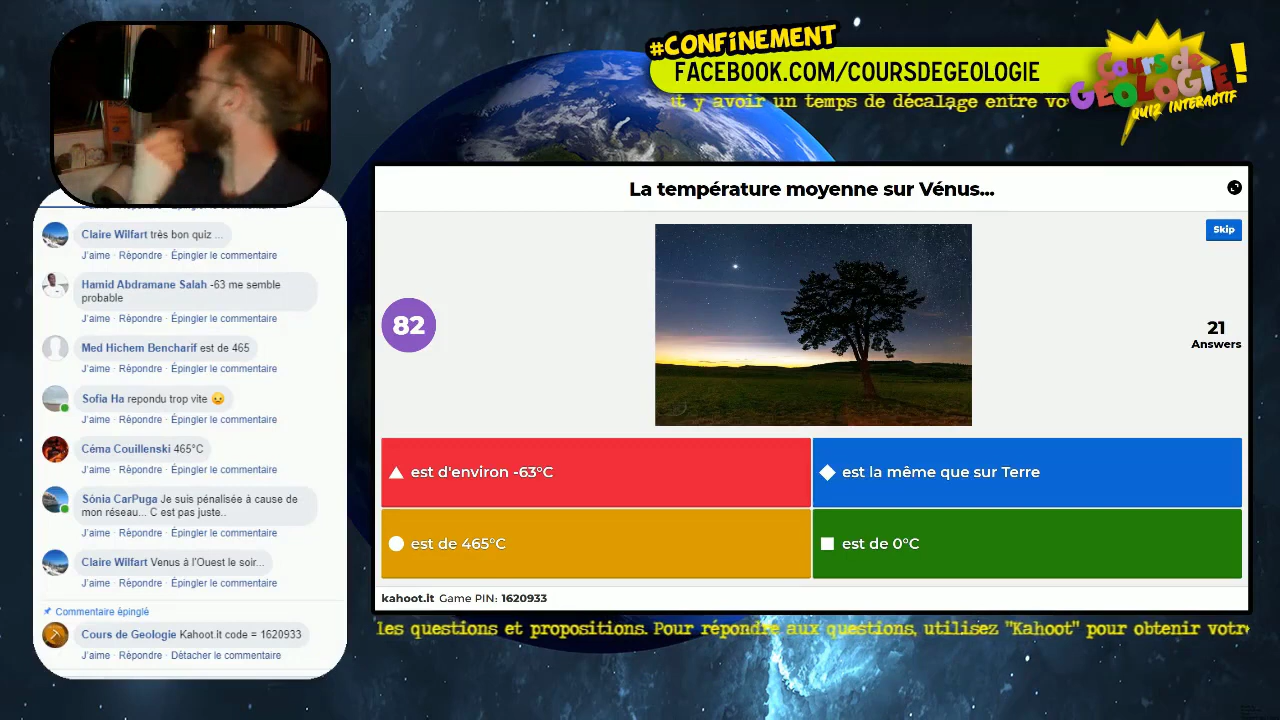 #CONFINEMENT
FACEBOOK.COM/COURSDEGEOLOGIE
Cours de
GEOLOGIE!
QUIZ INTERACTIF
t y avoir un temps de décalage entre vo
La température moyenne sur Vénus...
Skip
82
21
Answers
est d'environ -63°C
est la même que sur Terre
est de 465°C
est de 0°C
kahoot.it Game PIN: 1620933
les questions et propositions. Pour répondre aux questions, utilisez "Kahoot" pour obtenir votr
J'aime · Répondre · Épingler le commentaire
Claire Wilfart très bon quiz ...
J'aime · Répondre · Épingler le commentaire
Hamid Abdramane Salah -63 me semble
probable
J'aime · Répondre · Épingler le commentaire
Med Hichem Bencharif est de 465
J'aime · Répondre · Épingler le commentaire
Sofia Ha repondu trop vite 😣
J'aime · Répondre · Épingler le commentaire
Céma Couillenski 465°C
J'aime · Répondre · Épingler le commentaire
Sónia CarPuga Je suis pénalisée à cause de
mon réseau... C est pas juste..
J'aime · Répondre · Épingler le commentaire
Claire Wilfart Venus à l'Ouest le soir...
J'aime · Répondre · Épingler le commentaire
Commentaire épinglé
Cours de Geologie Kahoot.it code = 1620933
J'aime · Répondre · Détacher le commentaire